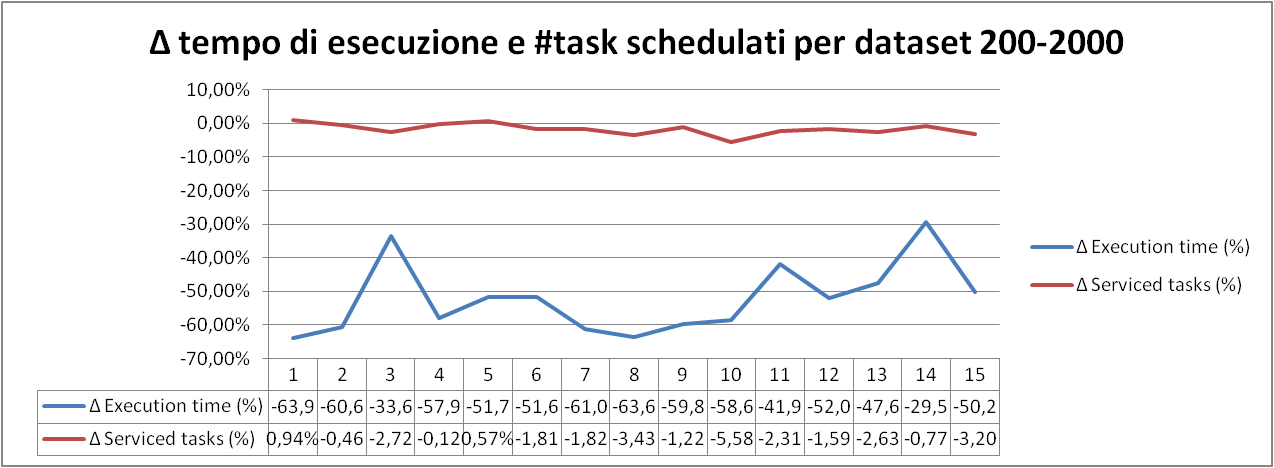 Δ tempo di esecuzione e #task schedulati per dataset 200-2000
10,00%
0,00%
-10,00%
-20,00%
-30,00%
-40,00%
-50,00%
-60,00%
-70,00%
1 2 3 4 5 6 7 8 9 10 11 12 13 14 15
Δ Execution time (%) -63,9 -60,6 -33,6 -57,9 -51,7 -51,6 -61,0 -63,6 -59,8 -58,6 -41,9 -52,0 -47,6 -29,5 -50,2
Δ Serviced tasks (%) 0,94% -0,46 -2,72 -0,12 0,57% -1,81 -1,82 -3,43 -1,22 -5,58 -2,31 -1,59 -2,63 -0,77 -3,20
Δ Execution time (%)
Δ Serviced tasks (%)